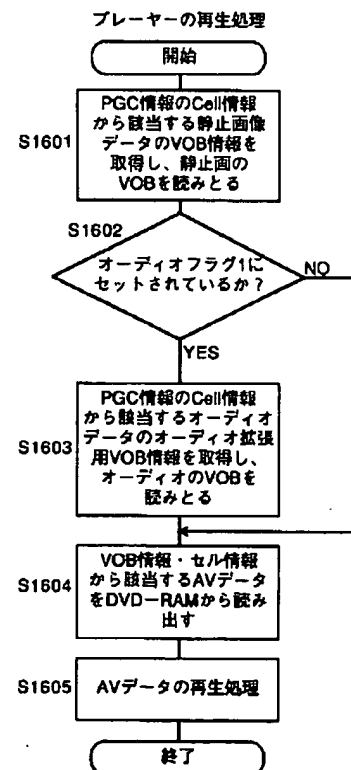 プレーヤーの再生処理
開始
S1601
PGC情報のCell情報
から該当する静止画像
データのVOB情報を
取得し、静止画の
VOBを読みとる
S1602
オーディオフラグ1に
セットされているか？
NO
YES
S1603
PGC情報のCell情報
から該当するオーディオ
データのオーディオ拡張
用VOB情報を取得し、
オーディオのVOBを
読みとる
S1604
VOB情報・セル情報
から該当するAVデータ
をDVD－RAMから読み
出す
S1605
AVデータの再生処理
終了